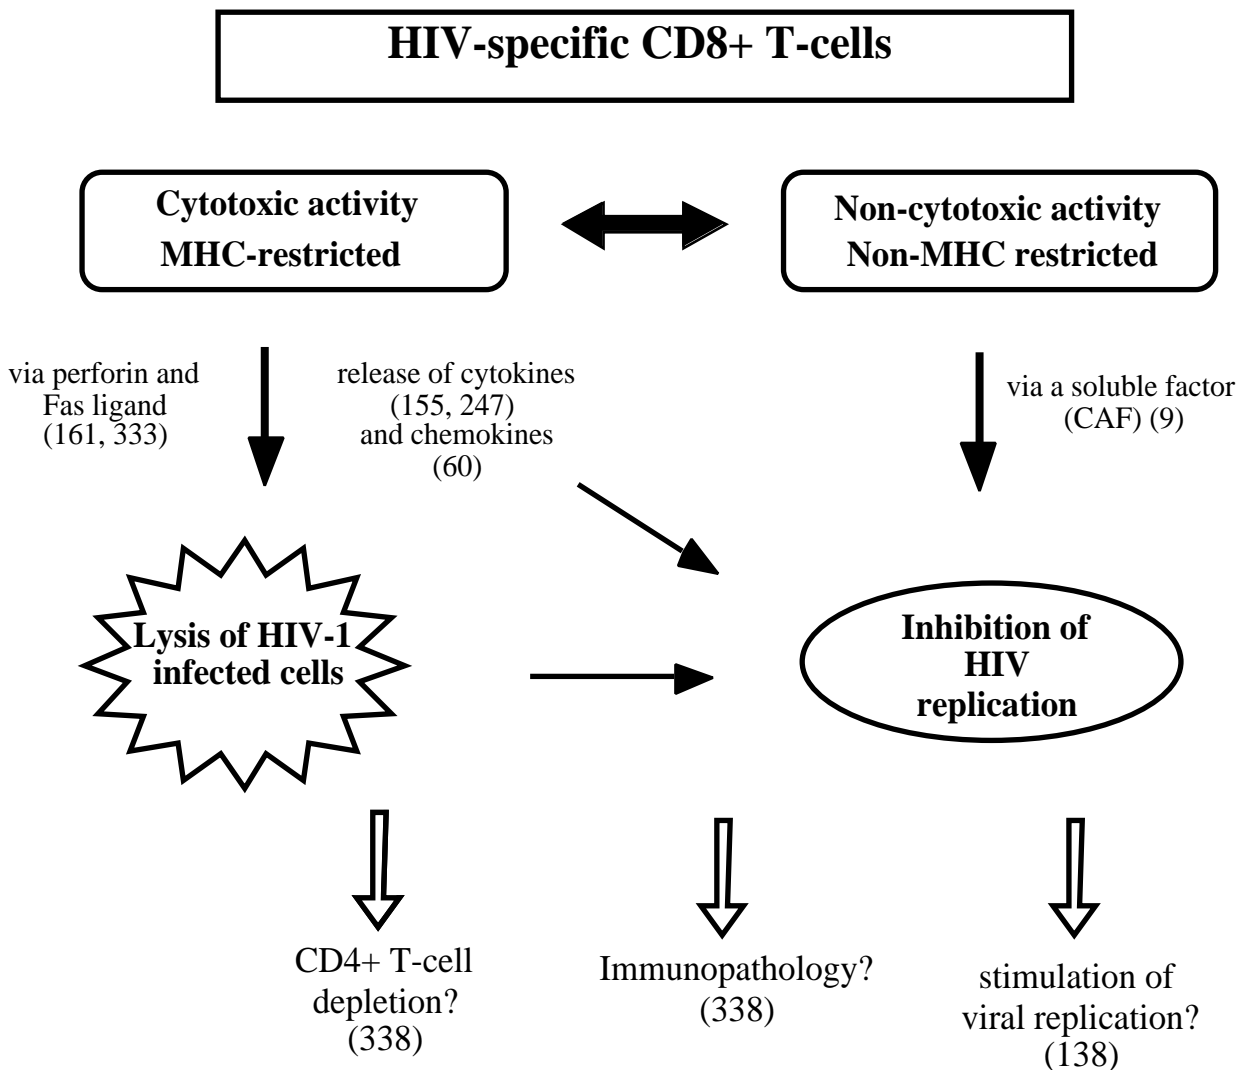 HIV-specific CD8+ T-cells
Cytotoxic activity
MHC-restricted
Non-cytotoxic activity
Non-MHC restricted
via perforin and
Fas ligand
(161, 333)
release of cytokines
(155, 247)
and chemokines
(60)
via a soluble factor
(CAF) (9)
Lysis of HIV-1
infected cells
Inhibition of
HIV
replication
CD4+ T-cell
depletion?
(338)
Immunopathology?
(338)
stimulation of
viral replication?
(138)